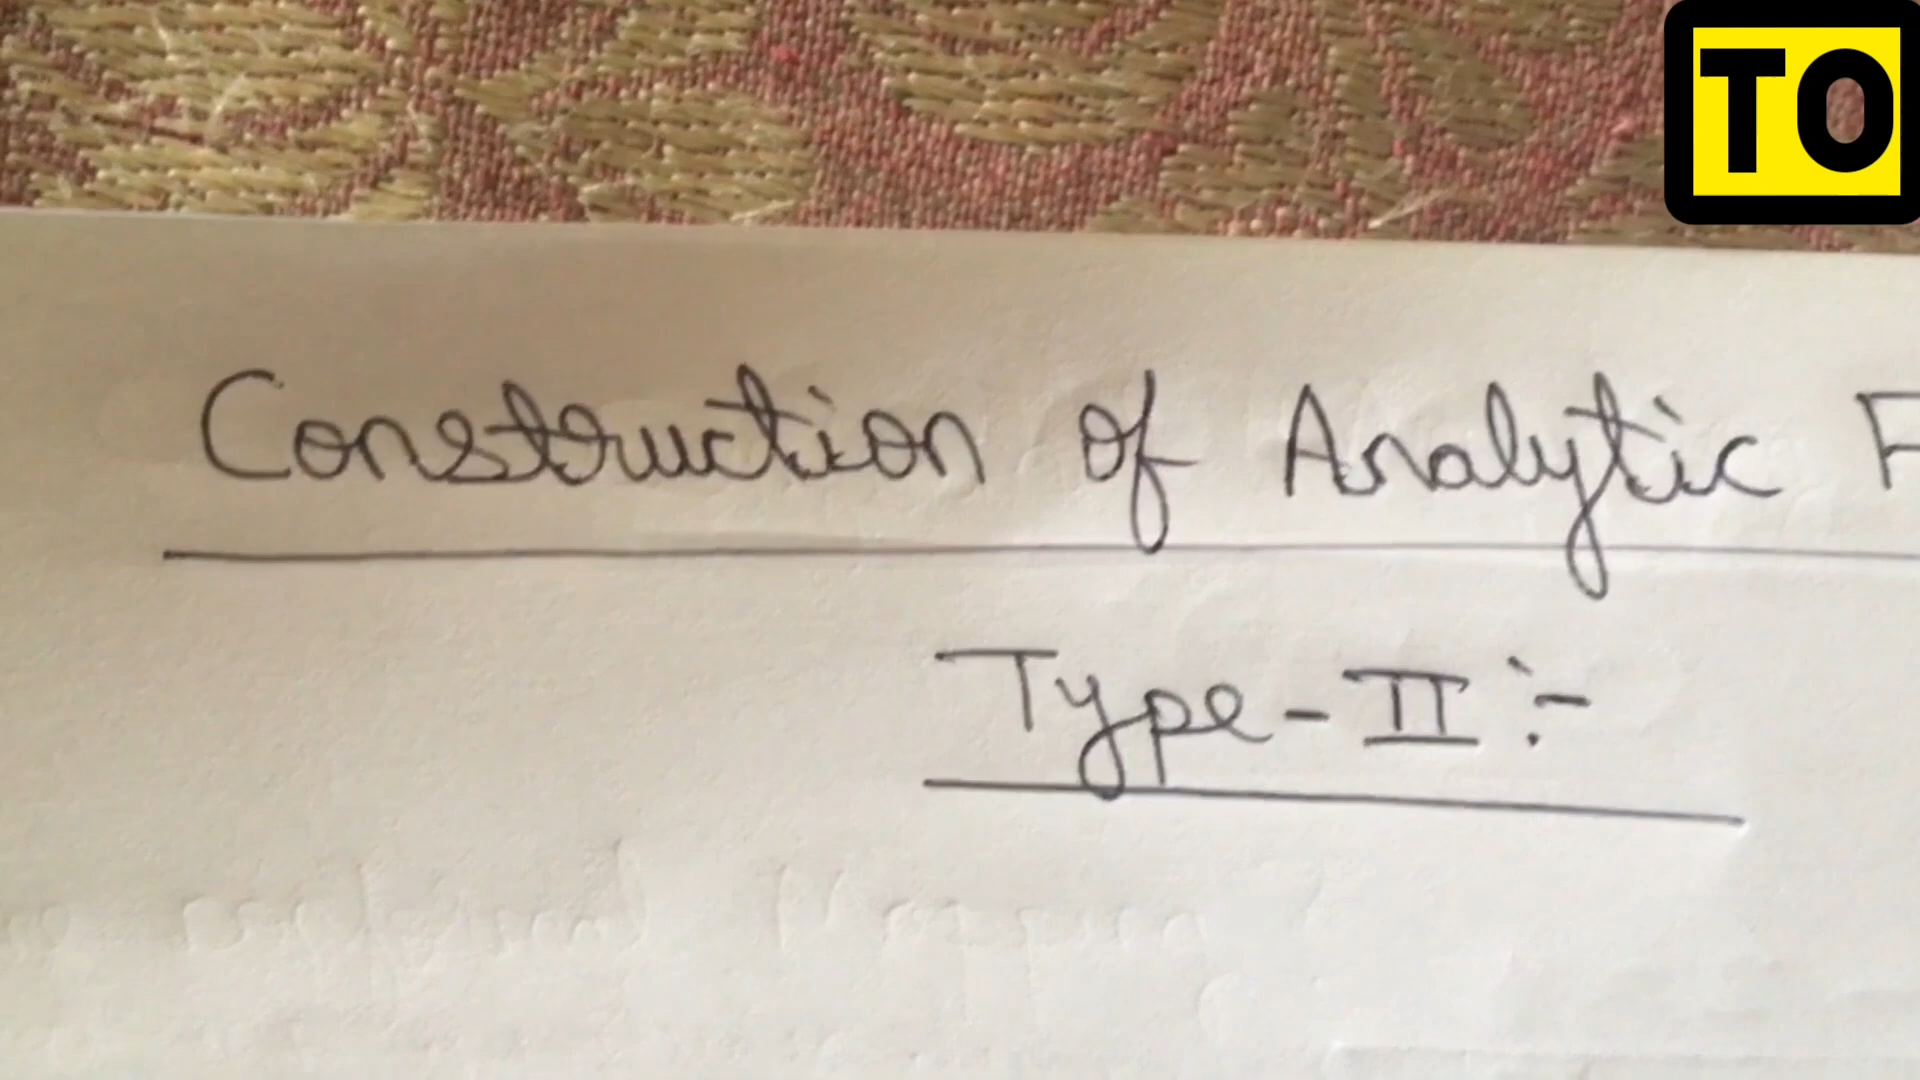 TO
Construction of Analytic F
Type-II :-